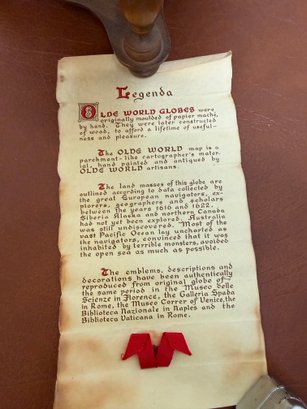 Legenda
OLDE WORLD GLOBES were
originally moulded of papier maché,
by hand. They were later constructed
of wood, to afford a lifetime of useful-
ness and pleasure.
The OLDE WORLD map is a
parchment-like cartographer's mater-
ial, hand painted and antiqued by
OLDE WORLD artisans.
The land masses of this globe are
outlined according to data collected by
the great European navigators, ex-
plorers, geographers and scholars
between the years 1610 and 1622.
Siberia Alaska and northern Canada
had not yet been explored. Australia
was still undiscovered. Most of the
vast Pacific Ocean lay uncharted as
the navigators, convinced that it was
inhabited by terrible monsters, avoided
the open sea as much as possible.
The emblems, descriptions and
decorations have been authentically
reproduced from original globes of
the same period in the Museo delle
Scienze in Florence, the Galleria Spada
in Rome, the Museo Correr of Venice, the
Biblioteca Nazionale in Naples and the
Biblioteca Vaticana in Rome.